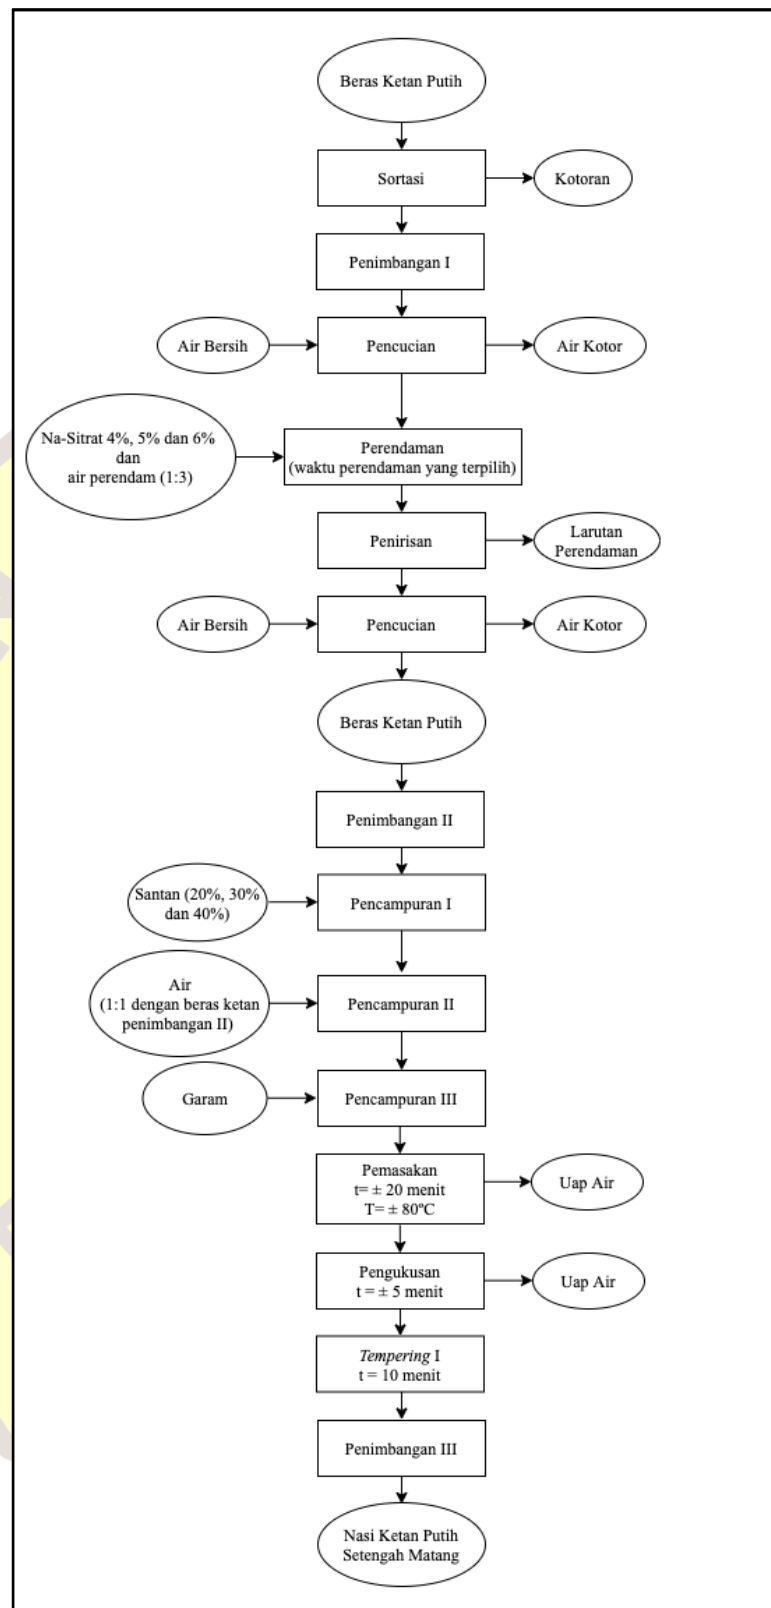 Beras Ketan Putih
Sortasi
Kotoran
Penimbangan I
Air Bersih
Pencucian
Air Kotor
Na-Sitrat 4%, 5% dan 6%
dan
air perendam (1:3)
Perendaman
(waktu perendaman yang terpilih)
Penirisan
Larutan
Perendaman
Air Bersih
Pencucian
Air Kotor
Beras Ketan Putih
Penimbangan II
Santan (20%, 30%
dan 40%)
Pencampuran I
Air
(1:1 dengan beras ketan
penimbangan II)
Pencampuran II
Garam
Pencampuran III
Pemasakan
t= ± 20 menit
T= ± 80ºC
Uap Air
Pengukusan
t = ± 5 menit
Uap Air
Tempering I
t = 10 menit
Penimbangan III
Nasi Ketan Putih
Setengah Matang